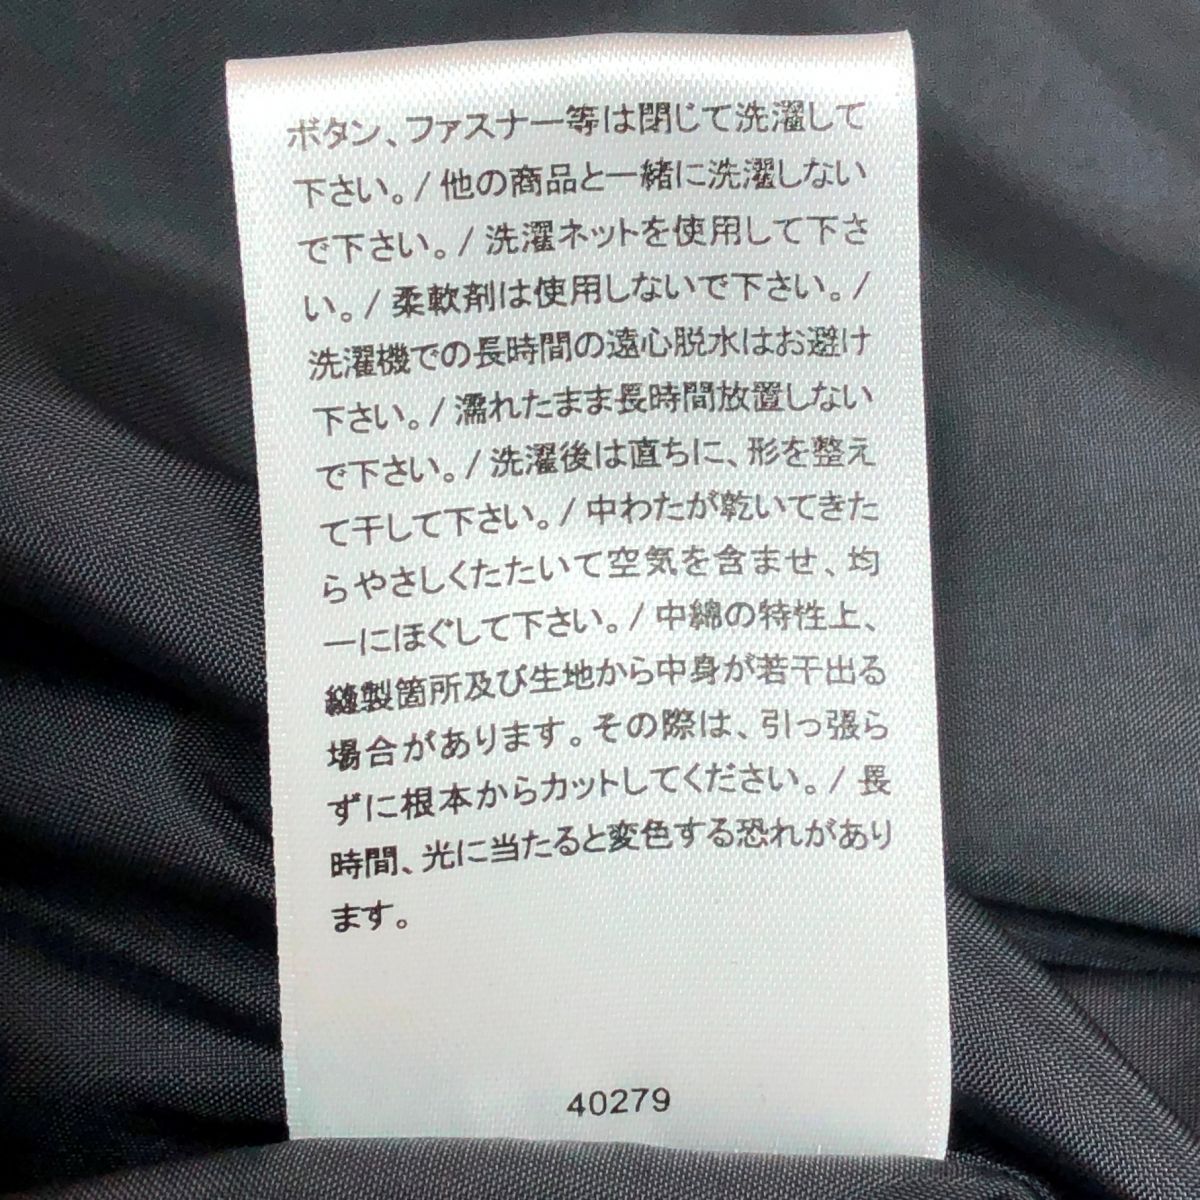 ボタン、ファスナー等は閉じて洗濯して
下さい。/ 他の商品と一緒に洗濯しない
で下さい。/ 洗濯ネットを使用して下さ
い。/ 柔軟剤は使用しないで下さい。/
洗濯機での長時間の遠心脱水はお避け
下さい。/ 濡れたまま長時間放置しない
で下さい。/ 洗濯後は直ちに、形を整え
て干して下さい。/ 中わたが乾いてきた
らやさしくたたいて空気を含ませ、均
一にほぐして下さい。/ 中綿の特性上、
縫製箇所及び生地から中身が若干出る
場合があります。その際は、引っ張ら
ずに根本からカットしてください。/ 長
時間、光に当たると変色する恐れがあり
ます。
40279